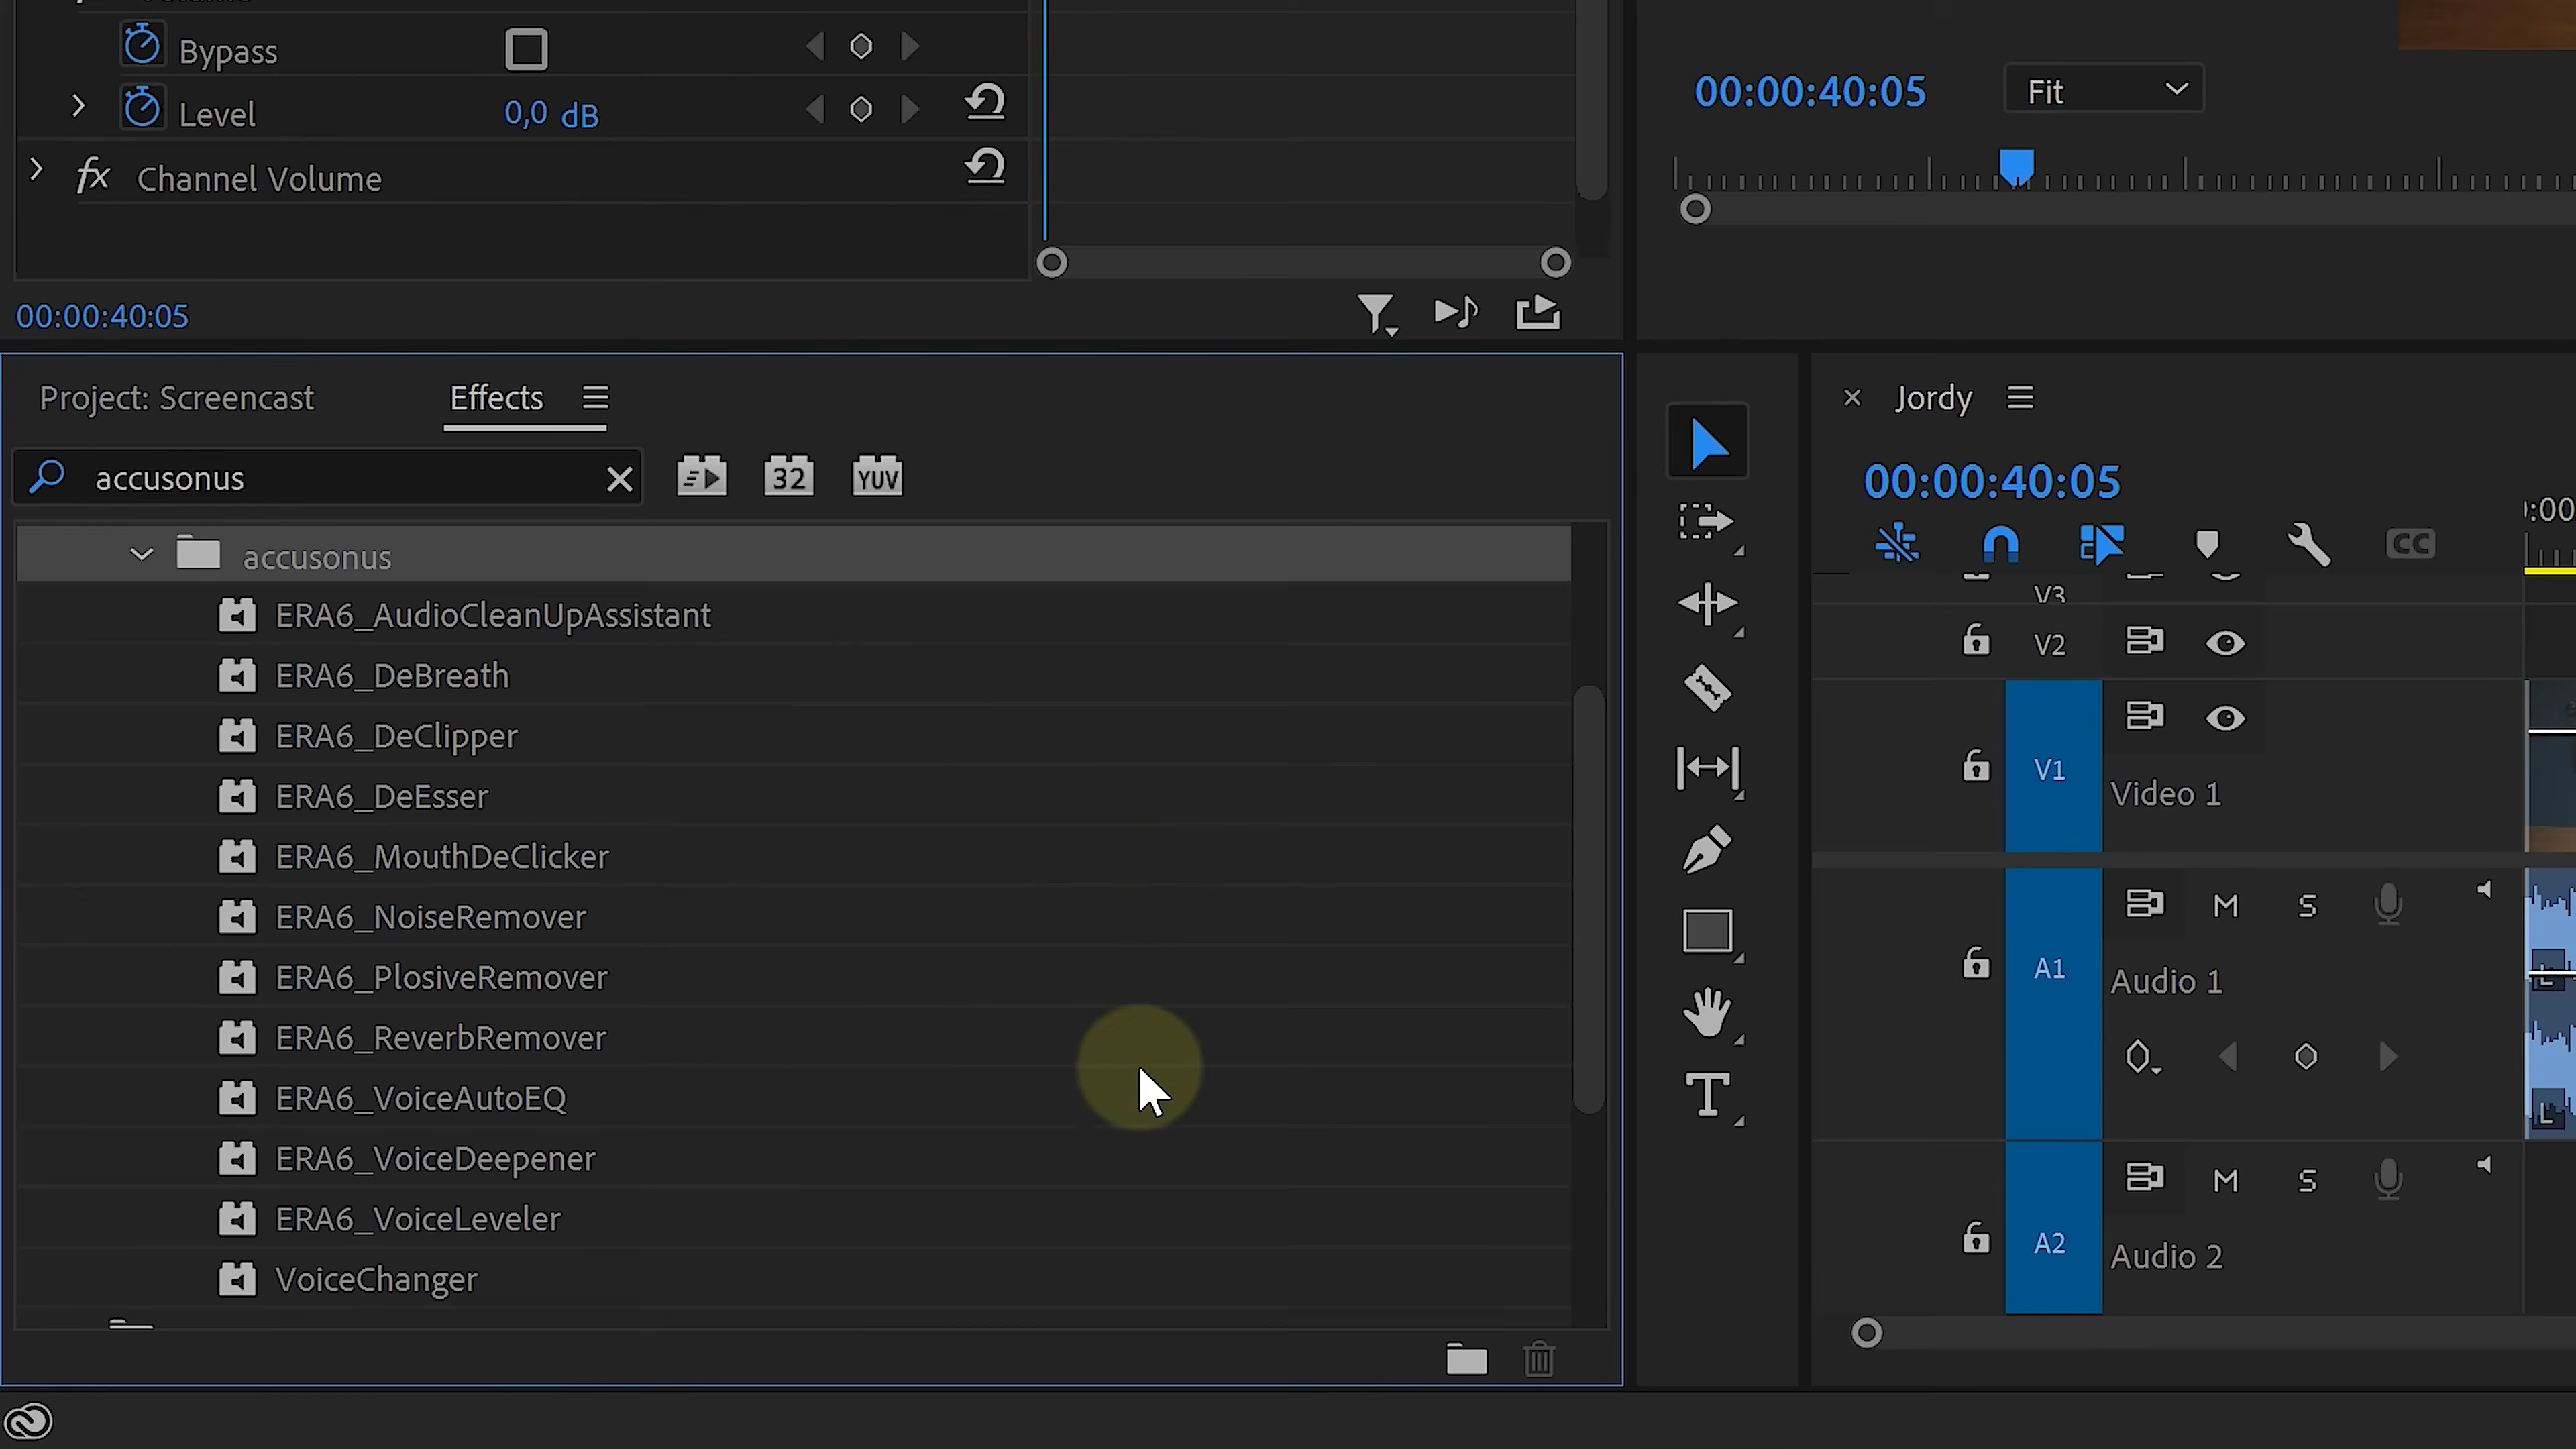 Bypass
Level
0,0 dB
Channel Volume
00:00:40:05
00:00:40:05
Fit
Project: Screencast
Effects
accusonus
32
YUV
accusonus
ERA6_AudioCleanUpAssistant
ERA6_DeBreath
ERA6_DeClipper
ERA6_DeEsser
ERA6_MouthDeClicker
ERA6_NoiseRemover
ERA6_PlosiveRemover
ERA6_ReverbRemover
ERA6_VoiceAutoEQ
ERA6_VoiceDeepener
ERA6_VoiceLeveler
VoiceChanger
Jordy
00:00:40:05
:00
CC
V3
V2
V1
Video 1
A1
M
S
Audio 1
L
L
A2
M
S
Audio 2